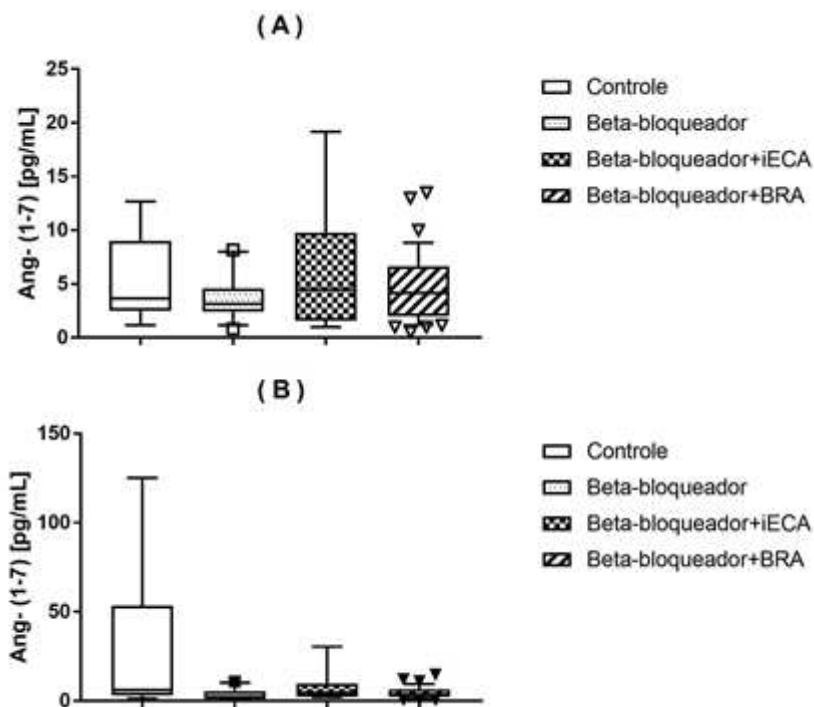 ( A )
Ang- (1-7) [pg/mL]
25
20
15
10
5
0
Controle
Beta-bloqueador
Beta-bloqueador+iECA
Beta-bloqueador+BRA
( B )
Ang- (1-7) [pg/mL]
150
100
50
0
Controle
Beta-bloqueador
Beta-bloqueador+iECA
Beta-bloqueador+BRA